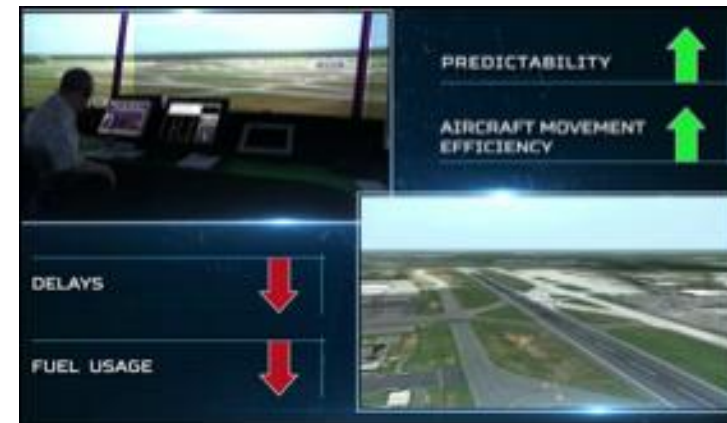 PREDICTABILITY
AIRCRAFT MOVEMENT
EFFICIENCY
DELAYS
FUEL USAGE